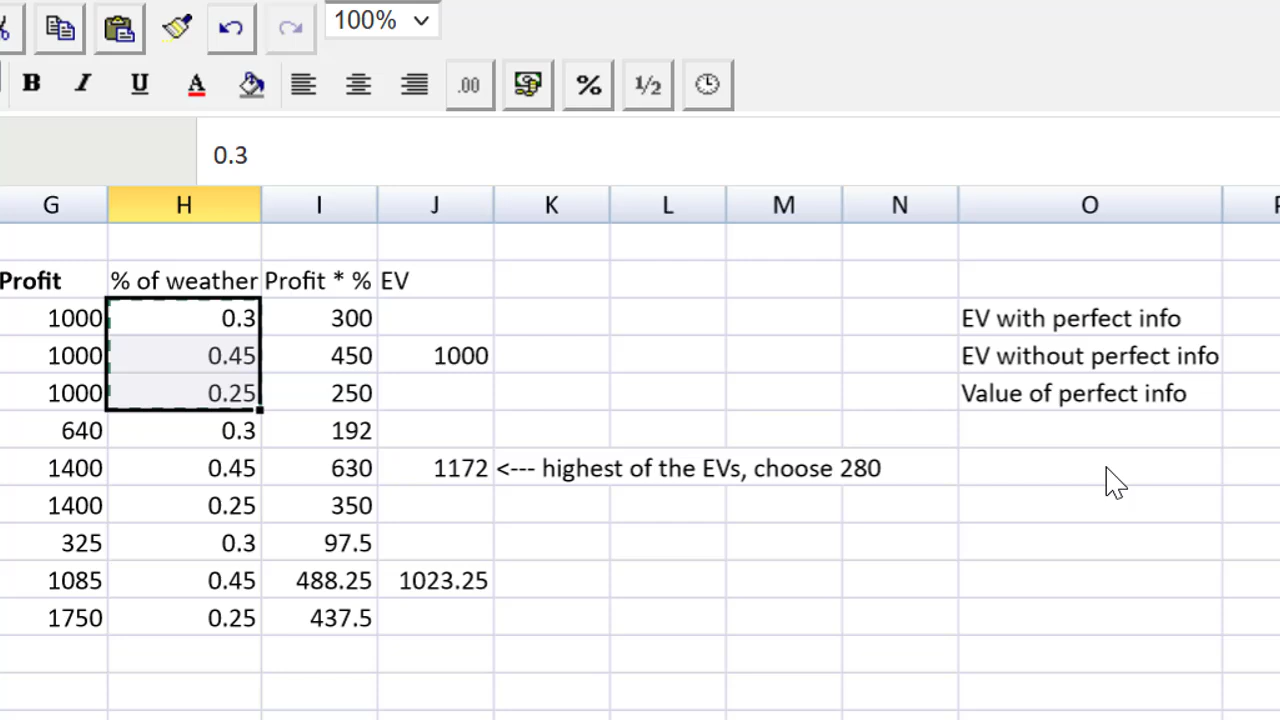 100%
B I U A .00 % 1/2
0.3
G H I J K L M N O
Profit % of weather Profit * % EV
1000 0.3 300 EV with perfect info
1000 0.45 450 1000 EV without perfect info
1000 0.25 250 Value of perfect info
640 0.3 192
1400 0.45 630 1172 <--- highest of the EVs, choose 280
1400 0.25 350
325 0.3 97.5
1085 0.45 488.25 1023.25
1750 0.25 437.5